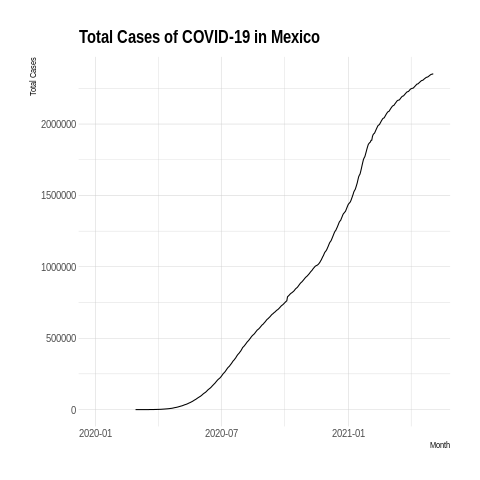 Total Cases of COVID-19 in Mexico
Total Cases
2000000
1500000
1000000
500000
0
2020-01 2020-07 2021-01
Month